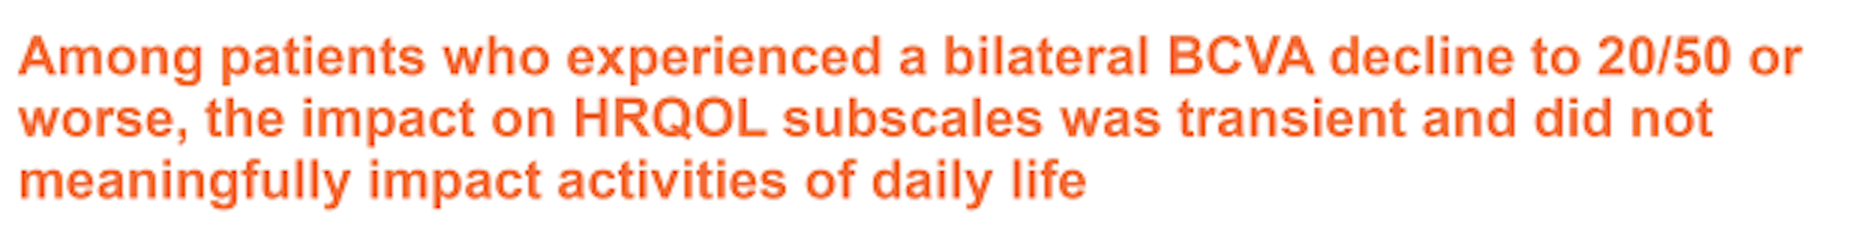 Among patients who experienced a bilateral BCVA decline to 20/50 or
worse, the impact on HRQOL subscales was transient and did not
meaningfully impact activities of daily life